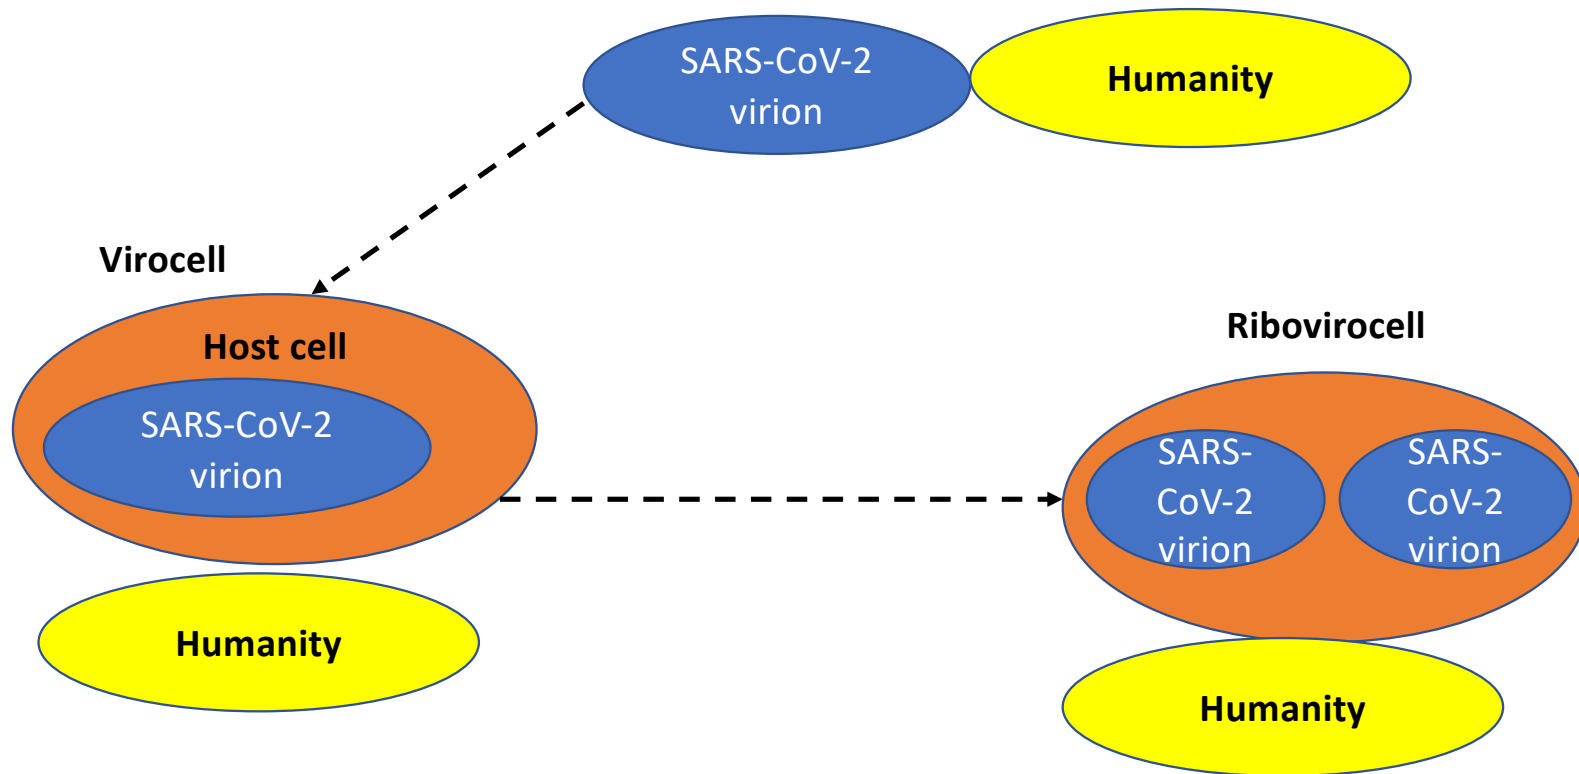 SARS-CoV-2
virion
Humanity
Virocell
Host cell
SARS-CoV-2
virion
Humanity
Ribovirocell
SARS-
CoV-2
virion
SARS-
CoV-2
virion
Humanity